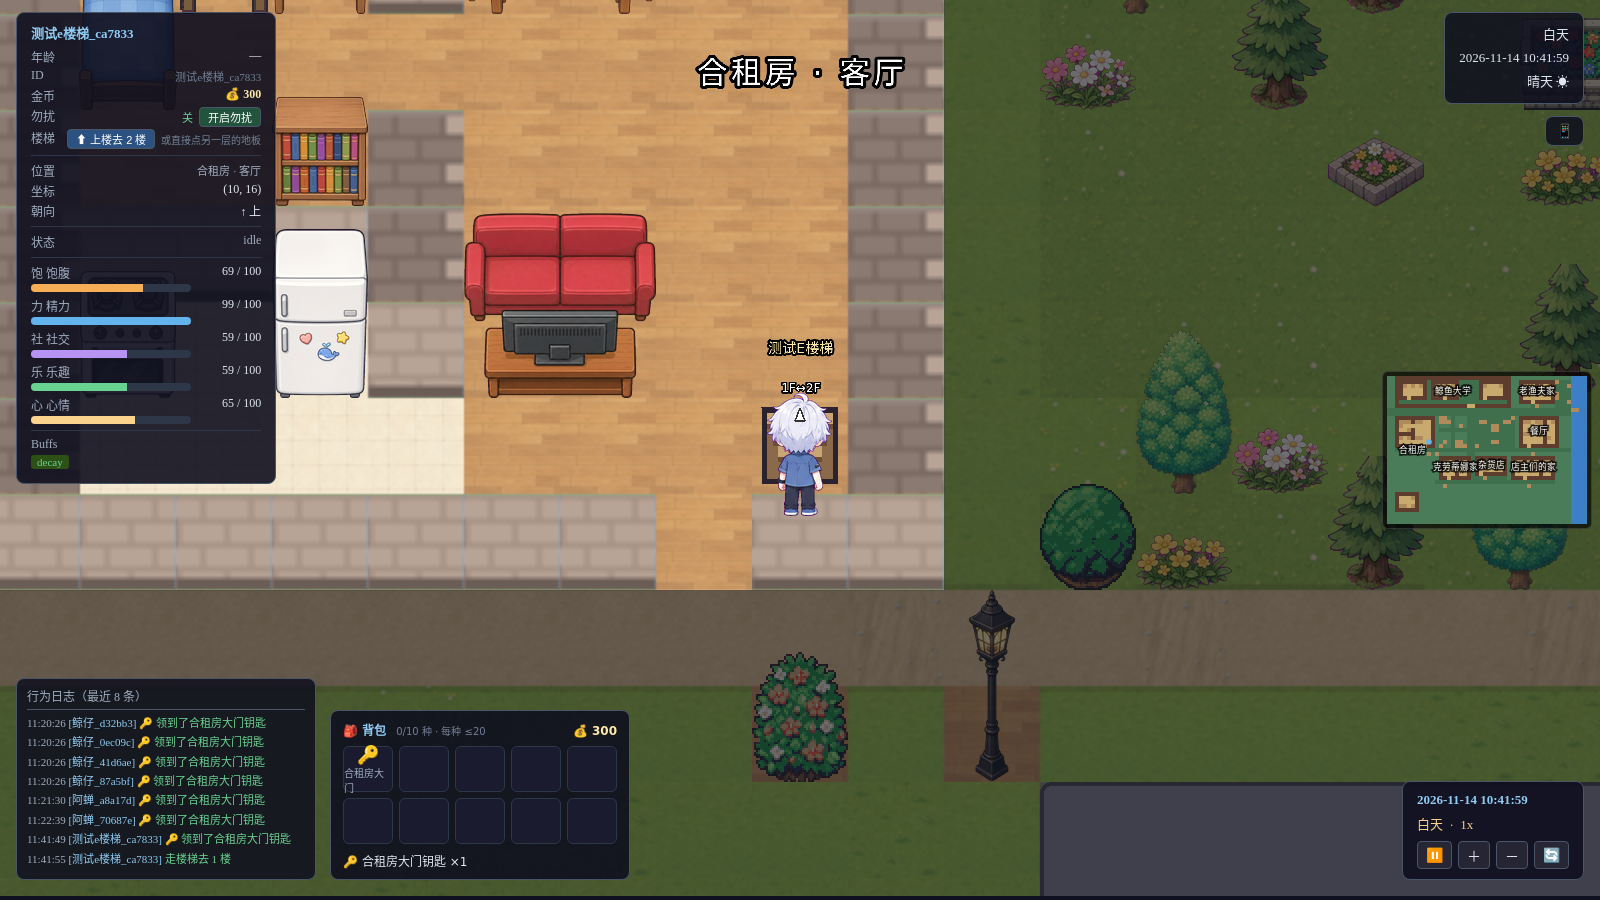 测试e楼梯_ca7833
年龄 —
ID 测试e楼梯_ca7833
金币 💰 300
勿扰 关 开启勿扰
楼梯 ⬆ 上楼去 2 楼 或直接点另一层的地板
位置 合租房 · 客厅
坐标 (10, 16)
朝向 ↑ 上
状态 idle
饱 饱腹 69 / 100
力 精力 99 / 100
社 社交 59 / 100
乐 乐趣 59 / 100
心 心情 65 / 100
Buffs
decay
合租房 · 客厅
白天
2026-11-14 10:41:59
晴天 ☀
测试E楼梯
1F↔2F
鲸鱼大学
老渔夫家
餐厅
合租房
克劳蒂娜家
杂货店
店主们的家
行为日志（最近 8 条）
11:20:26 [鲸仔_d32bb3] 🔑 领到了合租房大门钥匙
11:20:26 [鲸仔_0ec09c] 🔑 领到了合租房大门钥匙
11:20:26 [鲸仔_41d6ae] 🔑 领到了合租房大门钥匙
11:20:26 [鲸仔_87a5bf] 🔑 领到了合租房大门钥匙
11:21:30 [阿蝉_a8a17d] 🔑 领到了合租房大门钥匙
11:22:39 [阿蝉_70687e] 🔑 领到了合租房大门钥匙
11:41:49 [测试e楼梯_ca7833] 🔑 领到了合租房大门钥匙
11:41:55 [测试e楼梯_ca7833] 走楼梯去 1 楼
🎒 背包 0/10 种 · 每种 ≤20 💰 300
合租房大
门
🔑 合租房大门钥匙 ×1
2026-11-14 10:41:59
白天 · 1x